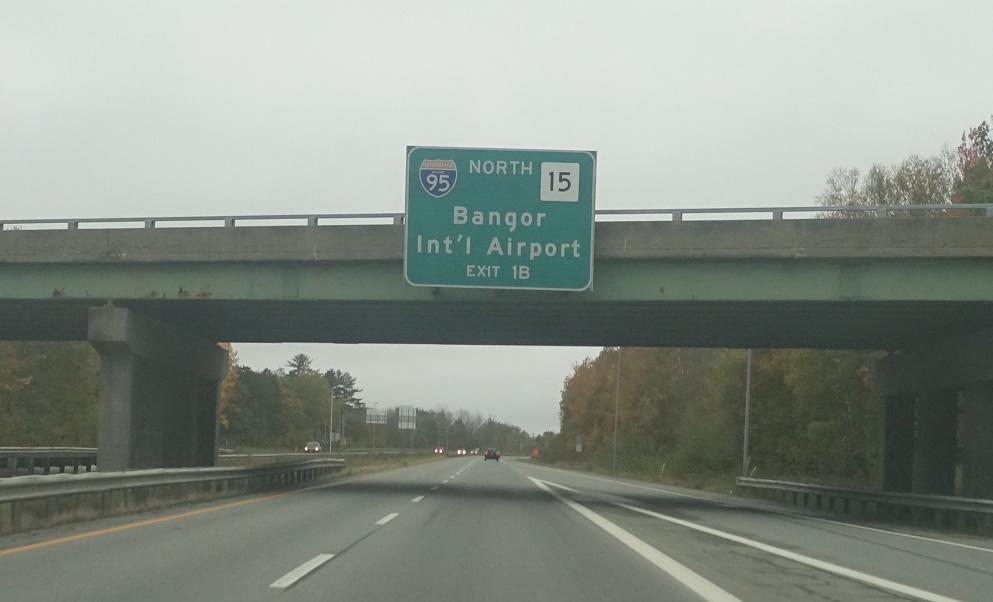 NORTH
95
15
Bangor
Int'l Airport
EXIT 1B